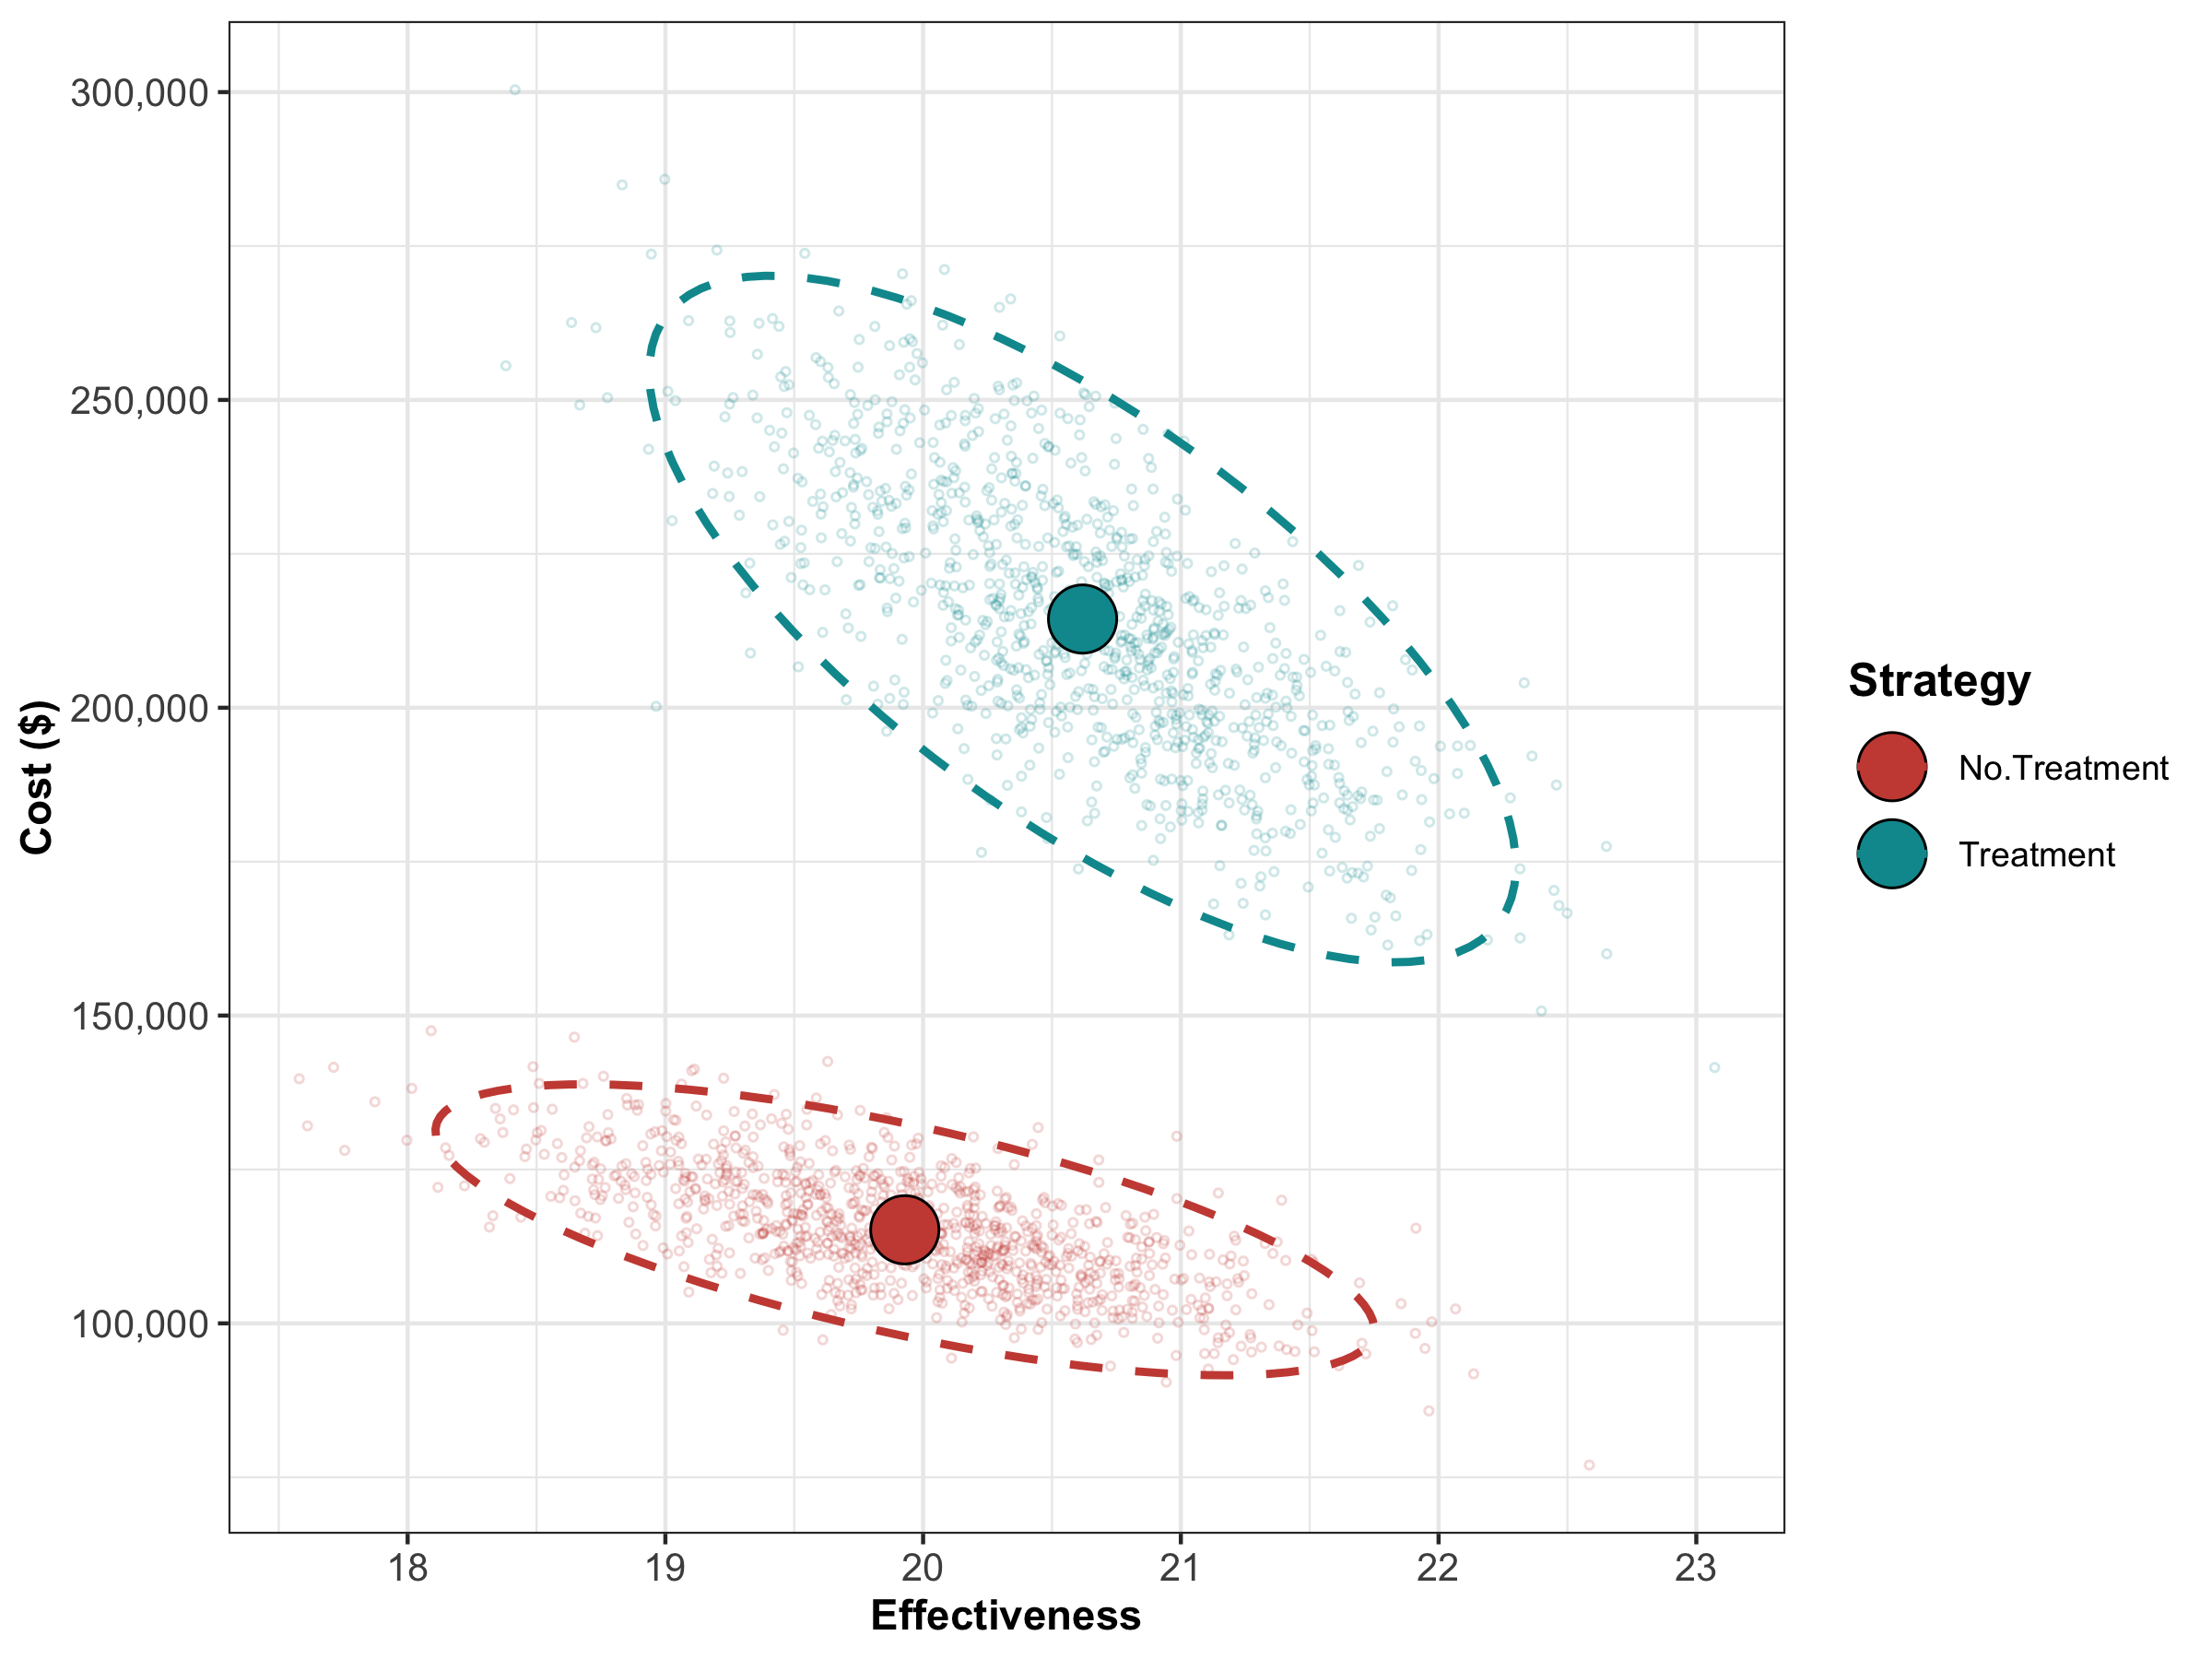 300,000
250,000
200,000
150,000
100,000
Cost ($)
18 19 20 21 22 23
Effectiveness
Strategy
No.Treatment
Treatment